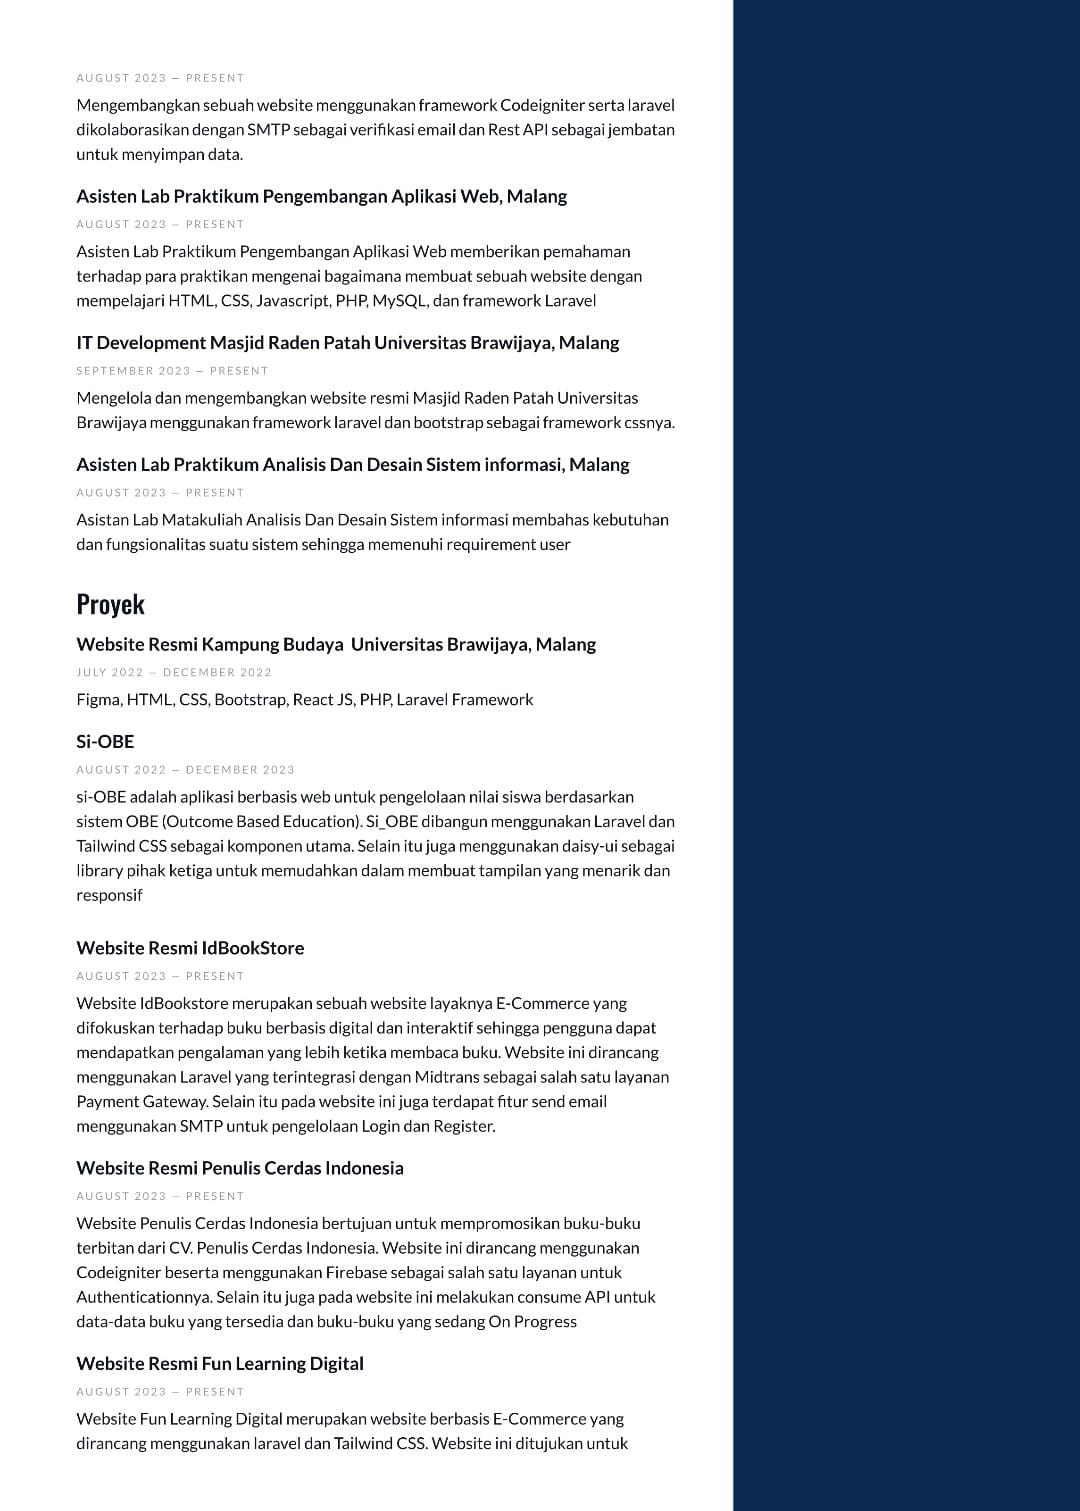 AUGUST 2023 — PRESENT
Mengembangkan sebuah website menggunakan framework Codeigniter serta laravel
dikolaborasikan dengan SMTP sebagai verifikasi email dan Rest API sebagai jembatan
untuk menyimpan data.
Asisten Lab Praktikum Pengembangan Aplikasi Web, Malang
AUGUST 2023 — PRESENT
Asisten Lab Praktikum Pengembangan Aplikasi Web memberikan pemahaman
terhadap para praktikan mengenai bagaimana membuat sebuah website dengan
mempelajari HTML, CSS, Javascript, PHP, MySQL, dan framework Laravel
IT Development Masjid Raden Patah Universitas Brawijaya, Malang
SEPTEMBER 2023 — PRESENT
Mengelola dan mengembangkan website resmi Masjid Raden Patah Universitas
Brawijaya menggunakan framework laravel dan bootstrap sebagai framework cssnya.
Asisten Lab Praktikum Analisis Dan Desain Sistem informasi, Malang
AUGUST 2023 — PRESENT
Asistan Lab Matakuliah Analisis Dan Desain Sistem informasi membahas kebutuhan
dan fungsionalitas suatu sistem sehingga memenuhi requirement user
Proyek
Website Resmi Kampung Budaya  Universitas Brawijaya, Malang
JULY 2022 — DECEMBER 2022
Figma, HTML, CSS, Bootstrap, React JS, PHP, Laravel Framework
Si-OBE
AUGUST 2022 — DECEMBER 2023
si-OBE adalah aplikasi berbasis web untuk pengelolaan nilai siswa berdasarkan
sistem OBE (Outcome Based Education). Si_OBE dibangun menggunakan Laravel dan
Tailwind CSS sebagai komponen utama. Selain itu juga menggunakan daisy-ui sebagai
library pihak ketiga untuk memudahkan dalam membuat tampilan yang menarik dan
responsif
Website Resmi IdBookStore
AUGUST 2023 — PRESENT
Website IdBookstore merupakan sebuah website layaknya E-Commerce yang
difokuskan terhadap buku berbasis digital dan interaktif sehingga pengguna dapat
mendapatkan pengalaman yang lebih ketika membaca buku. Website ini dirancang
menggunakan Laravel yang terintegrasi dengan Midtrans sebagai salah satu layanan
Payment Gateway. Selain itu pada website ini juga terdapat fitur send email
menggunakan SMTP untuk pengelolaan Login dan Register.
Website Resmi Penulis Cerdas Indonesia
AUGUST 2023 — PRESENT
Website Penulis Cerdas Indonesia bertujuan untuk mempromosikan buku-buku
terbitan dari CV. Penulis Cerdas Indonesia. Website ini dirancang menggunakan
Codeigniter beserta menggunakan Firebase sebagai salah satu layanan untuk
Authenticationnya. Selain itu juga pada website ini melakukan consume API untuk
data-data buku yang tersedia dan buku-buku yang sedang On Progress
Website Resmi Fun Learning Digital
AUGUST 2023 — PRESENT
Website Fun Learning Digital merupakan website berbasis E-Commerce yang
dirancang menggunakan laravel dan Tailwind CSS. Website ini ditujukan untuk